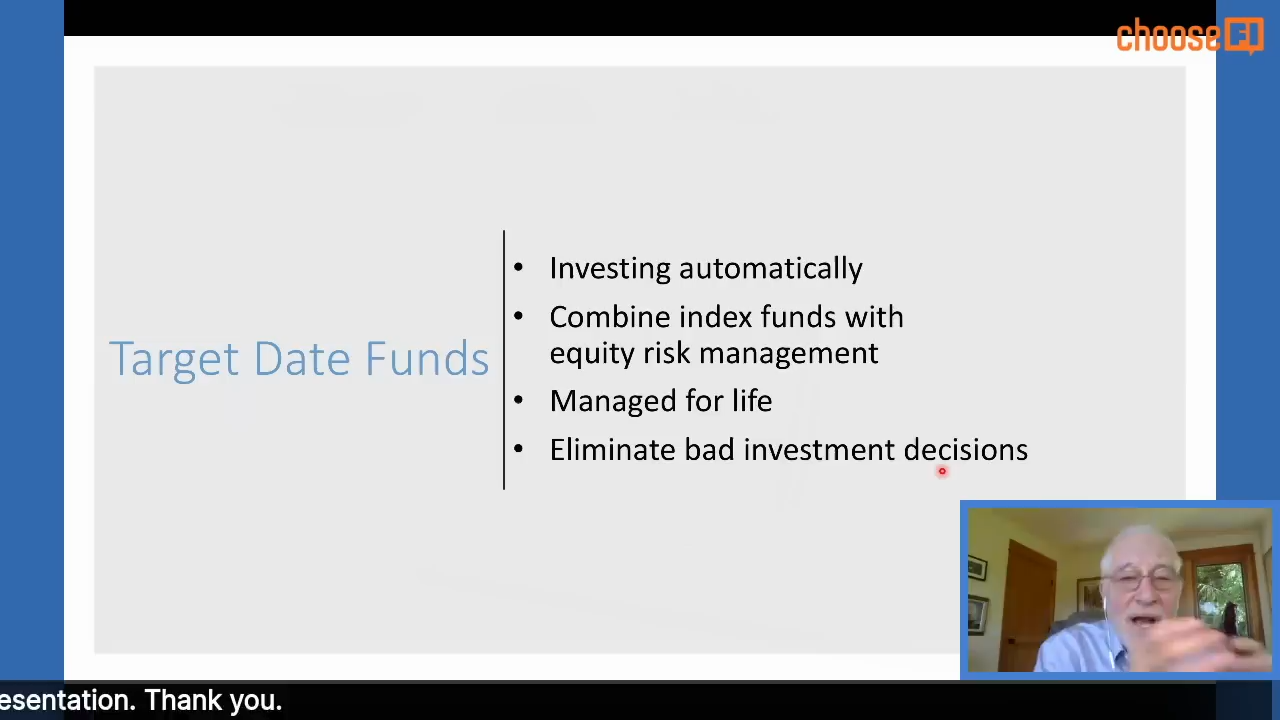 chooseFI
Target Date Funds
• Investing automatically
• Combine index funds with
equity risk management
• Managed for life
• Eliminate bad investment decisions
esentation. Thank you.